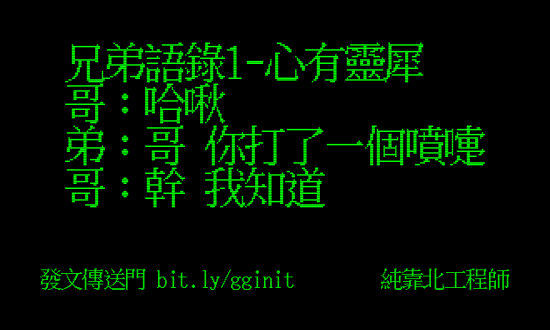 兄弟語錄1-心有靈犀
哥：哈啾
弟：哥 你打了一個噴嚏
哥：幹 我知道
發文傳送門 bit.ly/gginit
純靠北工程師